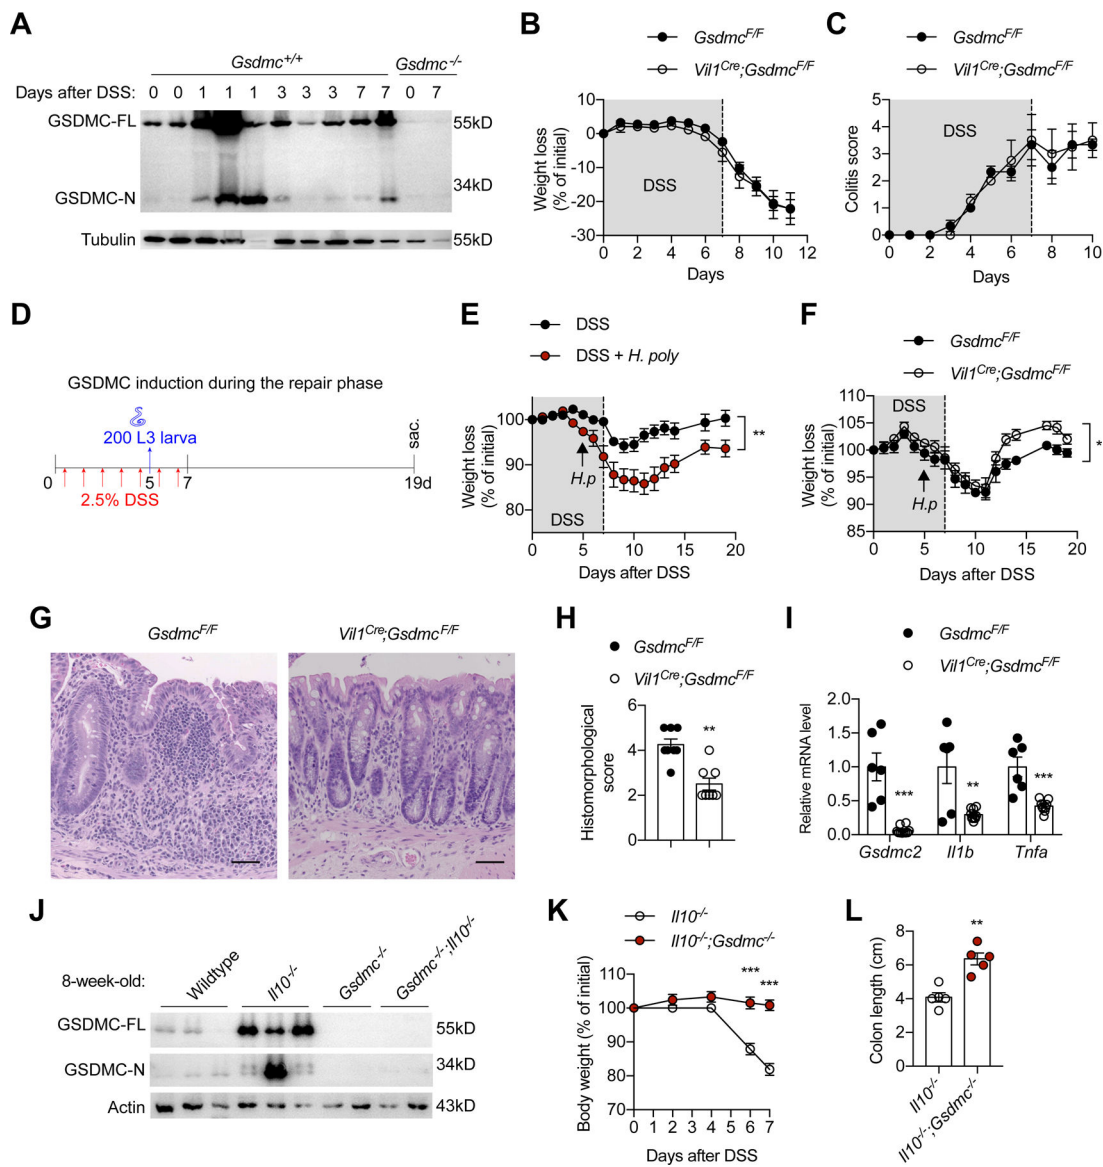 A
Gsdmc+/+ Gsdmc-/-
Days after DSS: 0 0 1 1 1 3 3 3 7 7 0 7
GSDMC-FL 55kD
34kD
GSDMC-N
Tubulin 55kD
B
GsdmcF/F
Vil1Cre;GsdmcF/F
Weight loss
(% of initial)
10
0
-10
-20
-30
DSS
0 2 4 6 8 10 12
Days
C
GsdmcF/F
Vil1Cre;GsdmcF/F
Colitis score
5
4
3
2
1
0
DSS
0 2 4 6 8 10
Days
D
GSDMC induction during the repair phase
200 L3 larva
sac.
0 5 7 19d
2.5% DSS
E
DSS
DSS + H. poly
Weight loss
(% of initial)
100
90
80
**
H.p
DSS
0 5 10 15 20
Days after DSS
F
GsdmcF/F
Vil1Cre;GsdmcF/F
Weight loss
(% of initial)
110
105
100
95
90
85
DSS
*
H.p
0 5 10 15 20
Days after DSS
G
GsdmcF/F Vil1Cre;GsdmcF/F
H
GsdmcF/F
Vil1Cre;GsdmcF/F
Histomorphological
score
6
4
2
0
**
I
GsdmcF/F
Vil1Cre;GsdmcF/F
Relative mRNA level
2.0
1.5
1.0
0.5
0.0
*** ** ***
Gsdmc2 Il1b Tnfa
J
8-week-old: Wildtype Il10-/- Gsdmc-/- Gsdmc-/-;Il10-/-
GSDMC-FL 55kD
GSDMC-N 34kD
Actin 43kD
K
Il10-/-
Il10-/-;Gsdmc-/-
Body weight (% of initial)
110
100
90
80
70
***
***
0 1 2 3 4 5 6 7
Days after DSS
L
Colon length (cm)
8
6
4
2
0
**
Il10-/-
Il10-/-;Gsdmc-/-